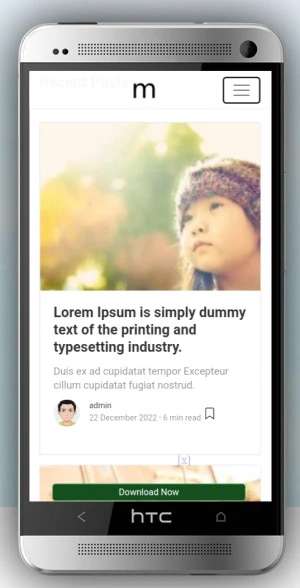 Recent Posts
m
Lorem Ipsum is simply dummy
text of the printing and
typesetting industry.
Duis ex ad cupidatat tempor Excepteur
cillum cupidatat fugiat nostrud.
admin
22 December 2022 · 6 min read
[x]
Download Now
hTC